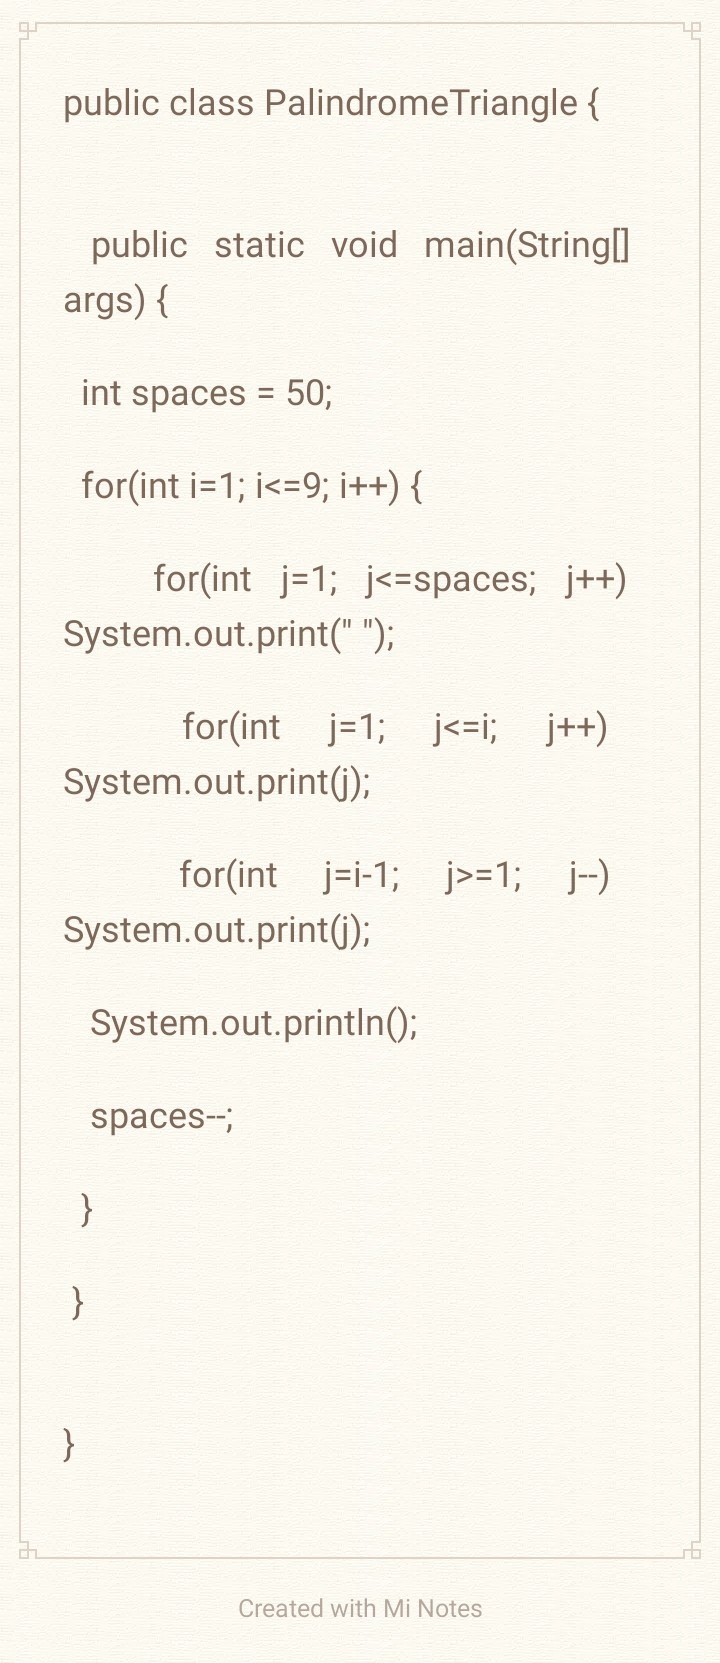 public class PalindromeTriangle {
public static void main(String[]
args) {
int spaces = 50;
for(int i=1; i<=9; i++) {
for(int j=1; j<=spaces; j++)
System.out.print(" ");
for(int j=1; j<=i; j++)
System.out.print(j);
for(int j=i-1; j>=1; j--)
System.out.print(j);
System.out.println();
spaces--;
}
}
}
Created with Mi Notes